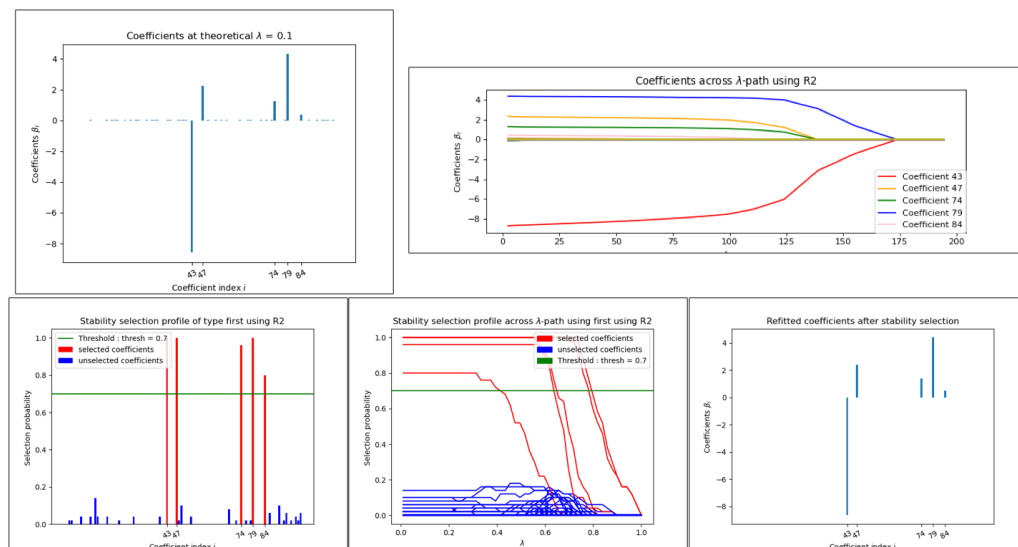 Coefficients at theoretical λ = 0.1
Coefficients βi
4
2
0
−2
−4
−6
−8
43 47 74 79 84
Coefficient index i
Coefficients across λ-path using R2
Coefficients βi
4
2
0
−2
−4
−6
−8
0 25 50 75 100 125 150 175 200
Coefficient 43
Coefficient 47
Coefficient 74
Coefficient 79
Coefficient 84
Stability selection profile of type first using R2
Selection probability
1.0
0.8
0.6
0.4
0.2
0.0
Threshold : thresh = 0.7
selected coefficients
unselected coefficients
43 47 74 79 84
Coefficient index i
Stability selection profile across λ-path using first using R2
Selection probability
1.0
0.8
0.6
0.4
0.2
0.0
selected coefficients
unselected coefficients
Threshold : thresh = 0.7
0.0 0.2 0.4 0.6 0.8 1.0
λ
Refitted coefficients after stability selection
Coefficients βi
4
2
0
−2
−4
−6
−8
43 47 74 79 84
Coefficient index i